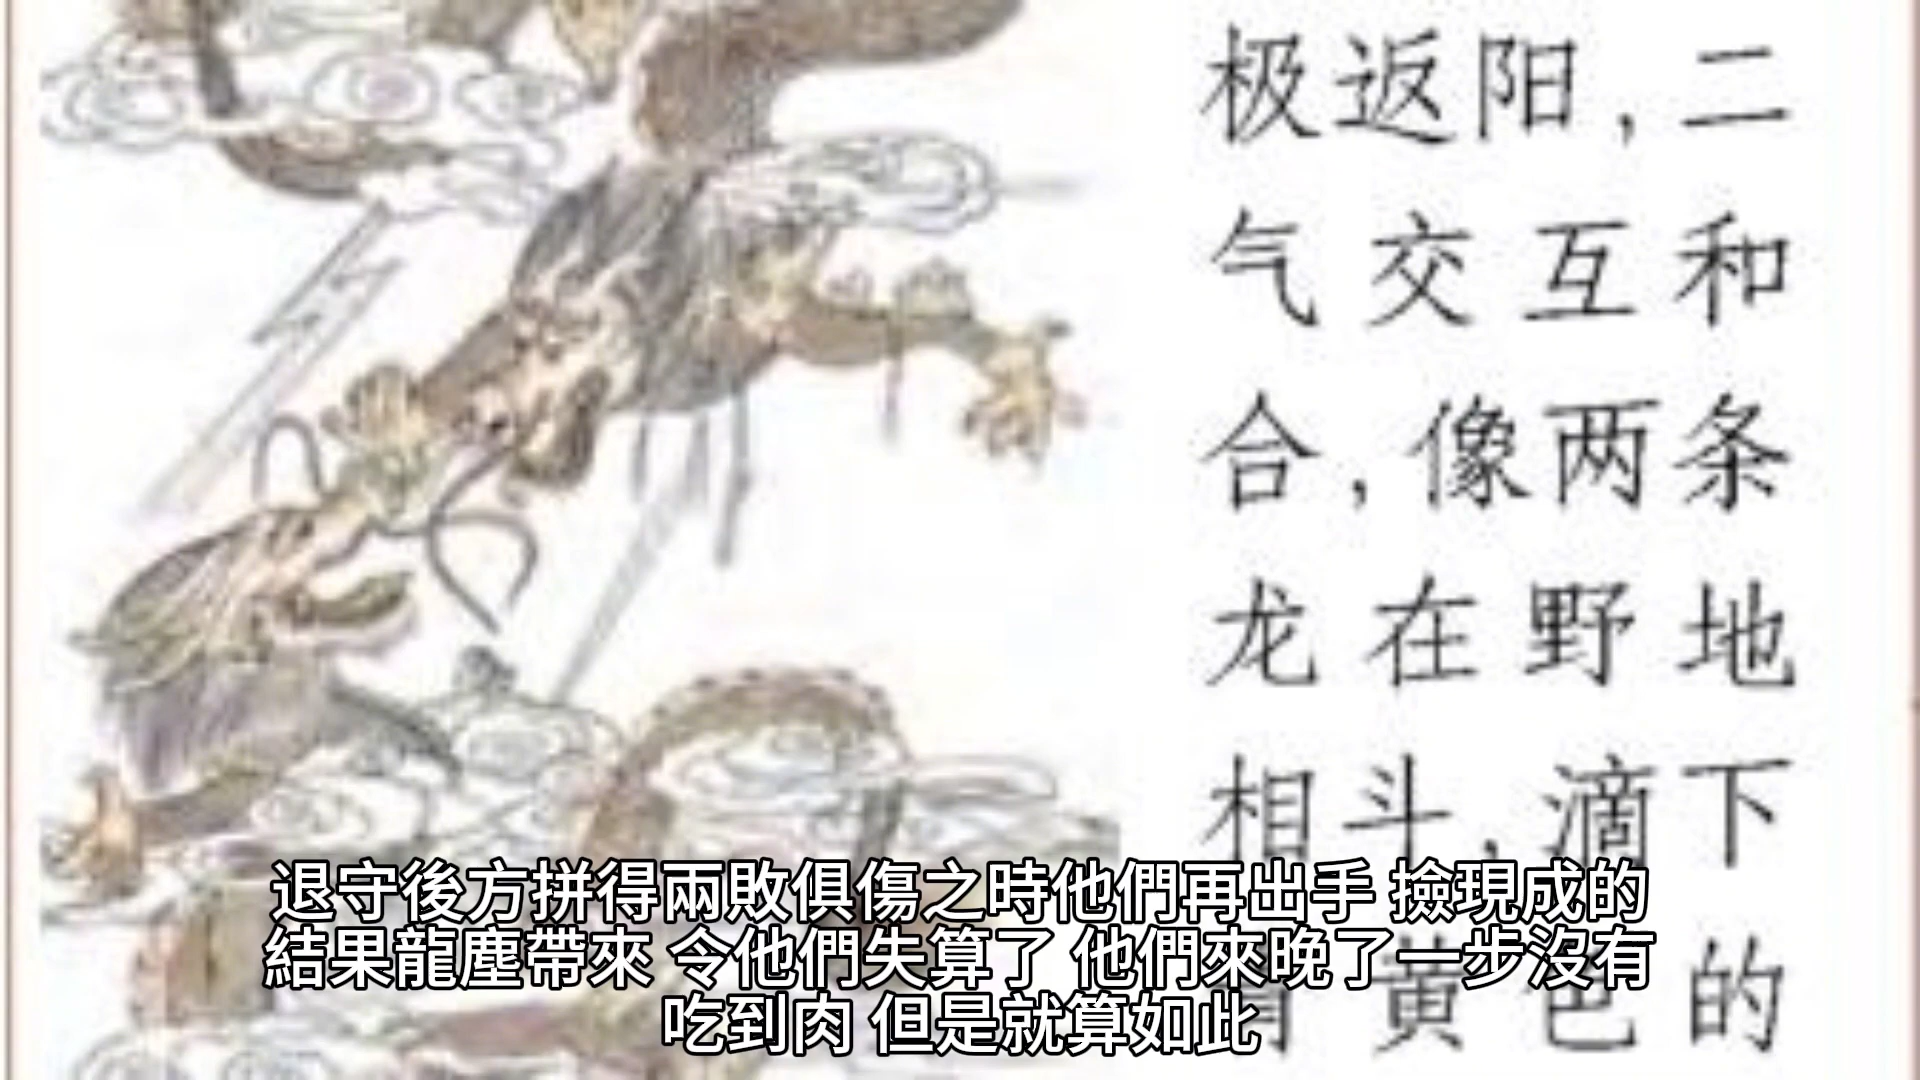 极返阳,二
气交互和
合,像两条
龙在野地
相斗,滴下
黄色的
退守後方拼得兩敗俱傷之時他們再出手 撿現成的
結果龍塵帶來 令他們失算了 他們來晚了一步沒有
吃到肉 但是就算如此